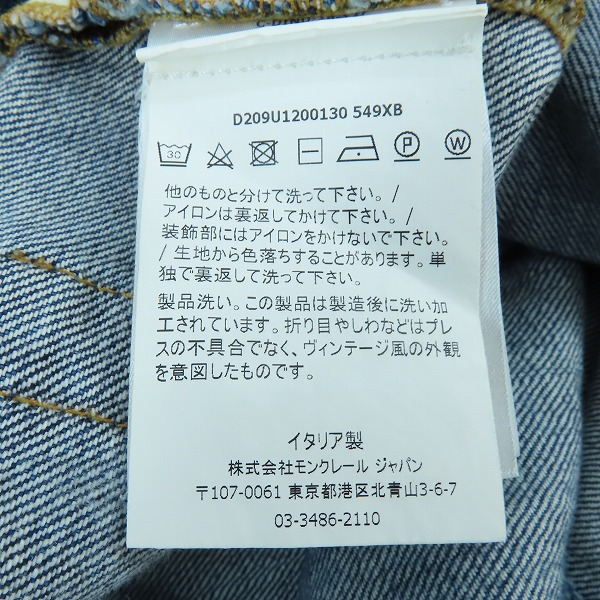 D209U1200130 549XB
30
P
W
他のものと分けて洗って下さい。/
アイロンは裏返してかけて下さい。/
装飾部にはアイロンをかけないで下さい。
/ 生地から色落ちすることがあります。単
独で裏返して洗って下さい。
製品洗い。この製品は製造後に洗い加
工されています。折り目やしわなどはプレ
スの不具合でなく、ヴィンテージ風の外観
を意図したものです。
イタリア製
株式会社モンクレール ジャパン
〒107-0061 東京都港区北青山3-6-7
03-3486-2110